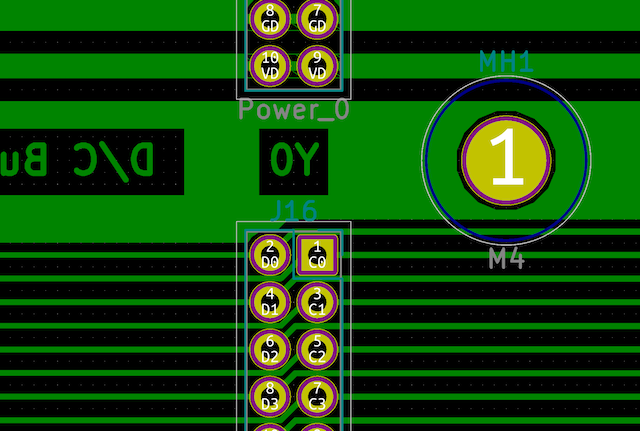 8 7
GD GD
10 9
VD VD
Power_0
MH1
1
M4
D/C Bu
Y0
J16
2 1
D0 C0
4 3
D1 C1
6 5
D2 C2
8 7
D3 C3